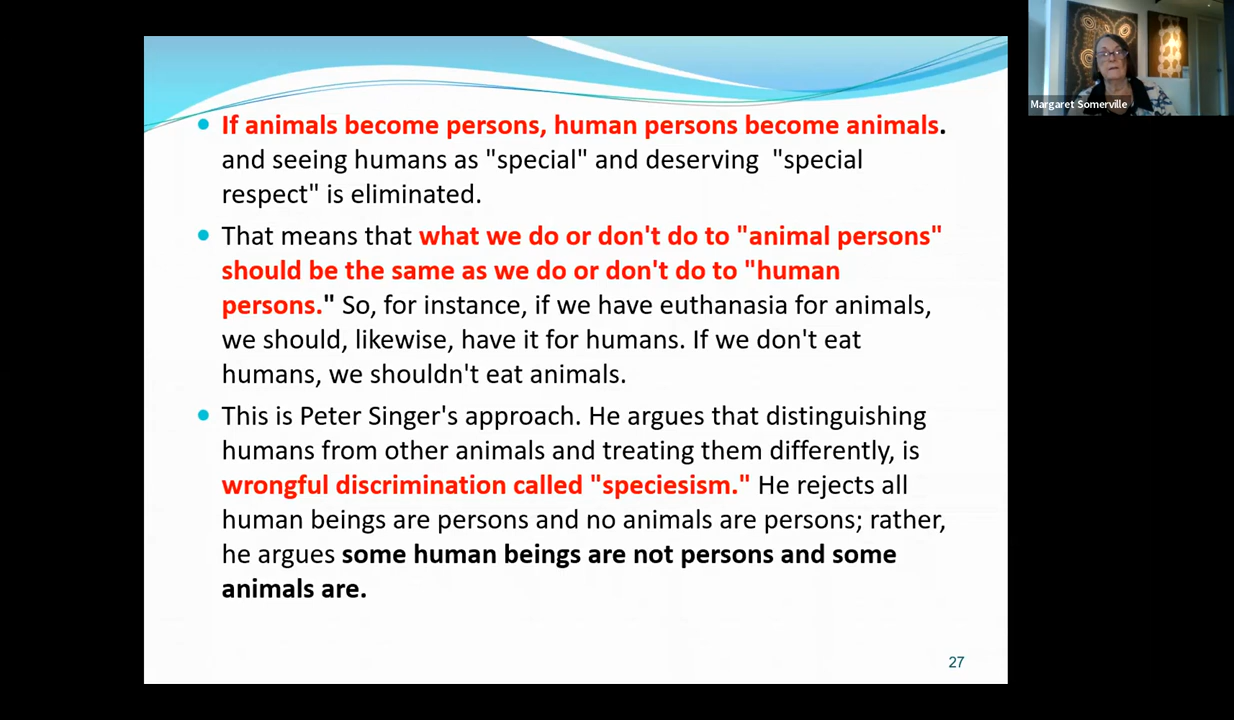 If animals become persons, human persons become animals.
and seeing humans as "special" and deserving "special
respect" is eliminated.
That means that what we do or don't do to "animal persons"
should be the same as we do or don't do to "human
persons." So, for instance, if we have euthanasia for animals,
we should, likewise, have it for humans. If we don't eat
humans, we shouldn't eat animals.
This is Peter Singer's approach. He argues that distinguishing
humans from other animals and treating them differently, is
wrongful discrimination called "speciesism." He rejects all
human beings are persons and no animals are persons; rather,
he argues some human beings are not persons and some
animals are.
27
Margaret Somerville